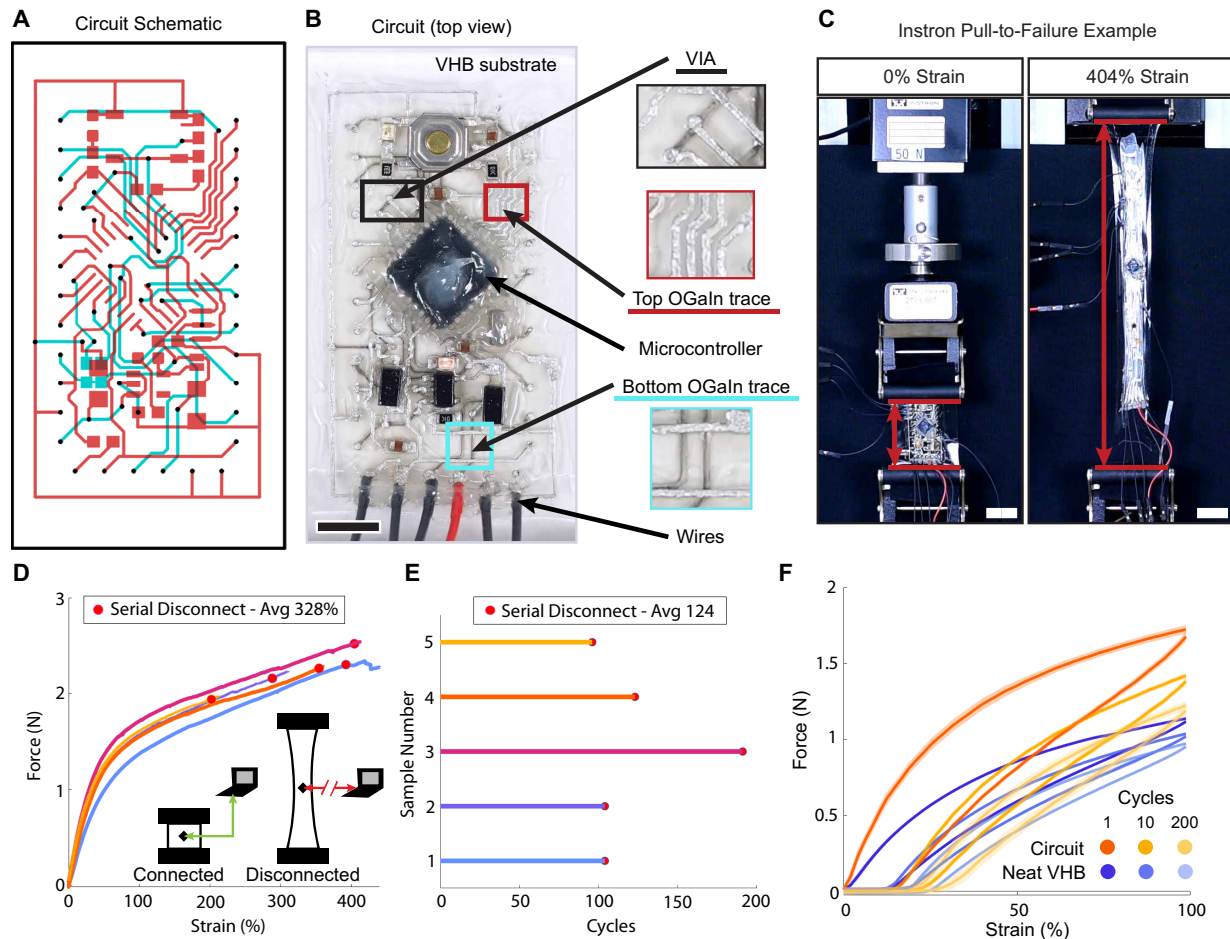 A
Circuit Schematic
B
Circuit (top view)
VHB substrate
VIA
Top OGaIn trace
Microcontroller
Bottom OGaIn trace
Wires
C
Instron Pull-to-Failure Example
0% Strain
404% Strain
50 N
D
Serial Disconnect - Avg 328%
Force (N)
3
2
1
0
Connected
Disconnected
0
100
200
300
400
Strain (%)
E
Serial Disconnect - Avg 124
Sample Number
5
4
3
2
1
0
50
100
150
200
Cycles
F
Force (N)
2
1.5
1
0.5
0
Cycles
1 10 200
Circuit
Neat VHB
0
50
100
Strain (%)